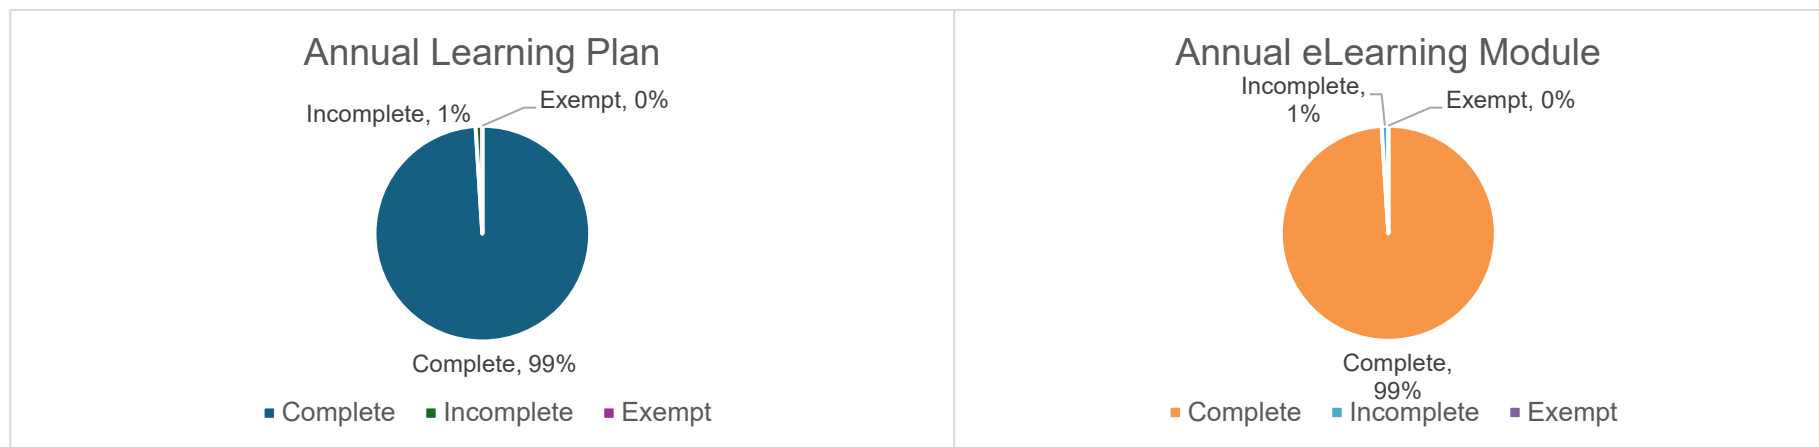 Annual Learning Plan
Incomplete, 1%
Exempt, 0%
Complete, 99%
Complete Incomplete Exempt
Annual eLearning Module
Incomplete,
1%
Exempt, 0%
Complete,
99%
Complete Incomplete Exempt